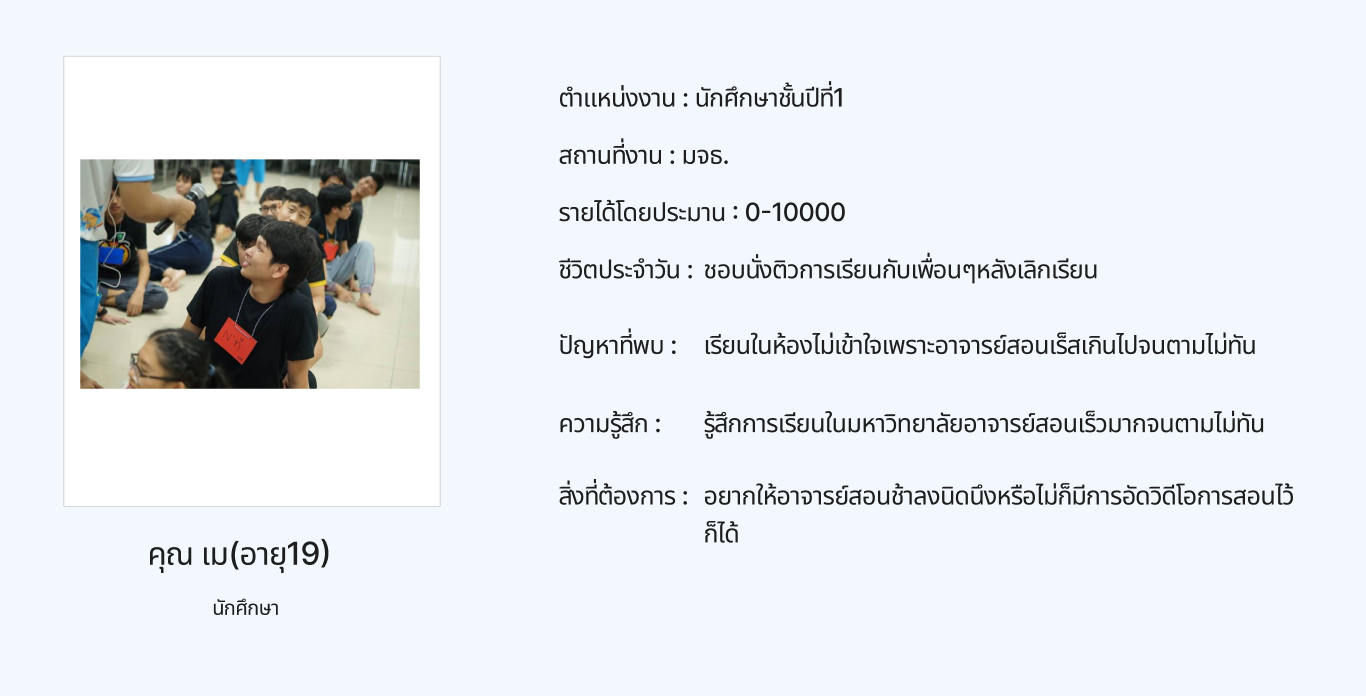 ตำแหน่งงาน : นักศึกษาชั้นปีที่1
สถานที่งาน : มจธ.
รายได้โดยประมาน : 0-10000
ชีวิตประจำวัน : ชอบนั่งติวการเรียนกับเพื่อนๆหลังเลิกเรียน
ปัญหาที่พบ : เรียนในห้องไม่เข้าใจเพราะอาจารย์สอนเร็สเกินไปจนตามไม่ทัน
ความรู้สึก : รู้สึกการเรียนในมหาวิทยาลัยอาจารย์สอนเร็วมากจนตามไม่ทัน
สิ่งที่ต้องการ : อยากให้อาจารย์สอนช้าลงนิดนึงหรือไม่ก็มีการอัดวิดีโอการสอนไว้
ก็ได้
คุณ เม(อายุ19)
นักศึกษา